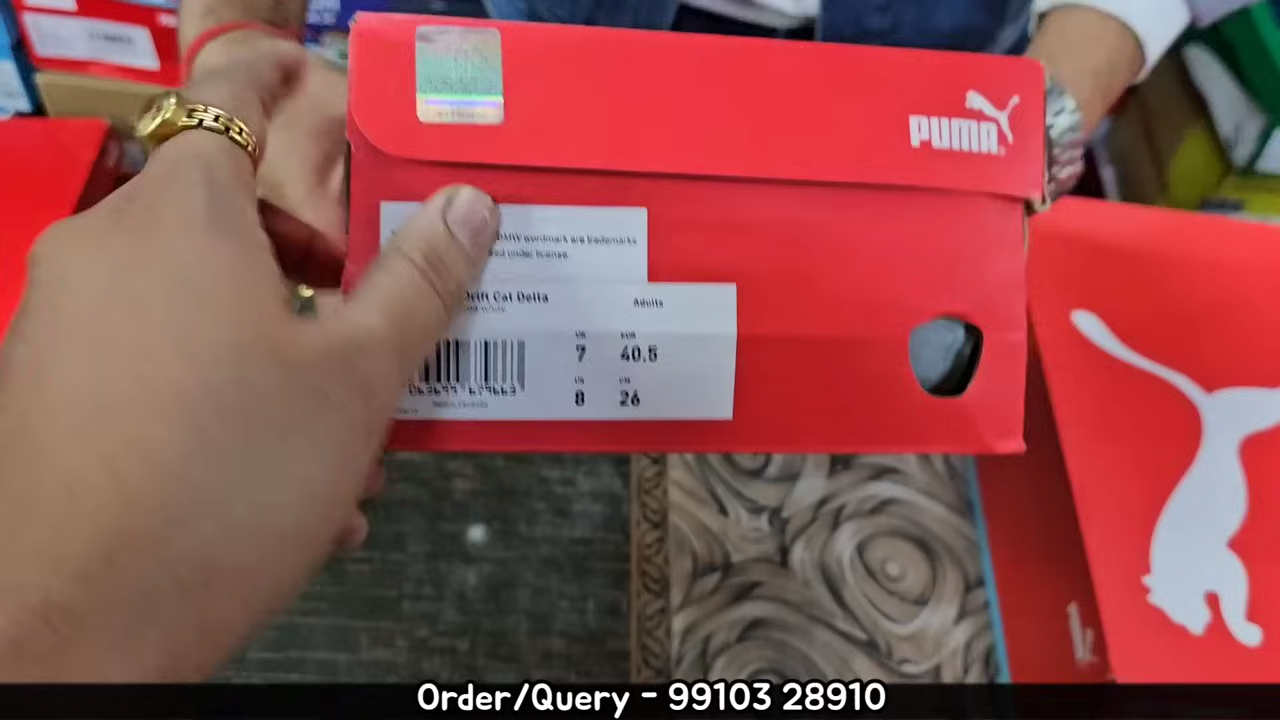 PUMA
BMW wordmark are trademarks
used under license.
Drift Cat Delta
Adults
White
UK
EUR
7
40.5
US
CM
8
26
Order/Query - 99103 28910